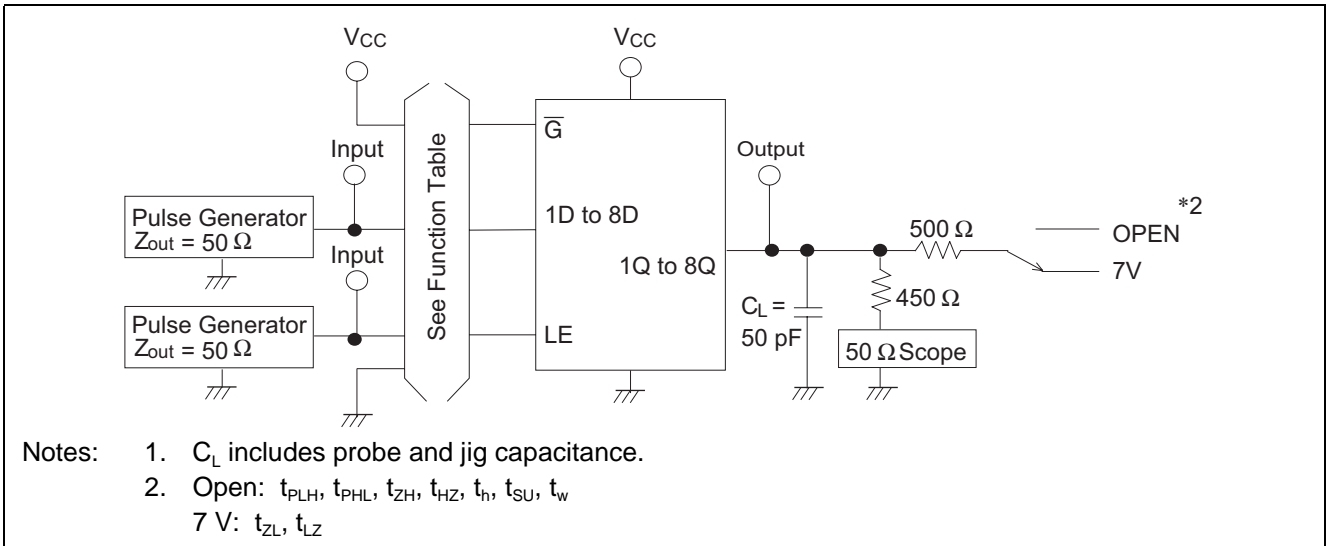 VCC
VCC
See Function Table
G
Input
Output
Pulse Generator
Zout = 50 Ω
1D to 8D
*2
500 Ω
OPEN
Input
1Q to 8Q
7V
450 Ω
CL =
50 pF
Pulse Generator
Zout = 50 Ω
LE
50 Ω Scope
Notes: 1. CL includes probe and jig capacitance.
2. Open: tPLH, tPHL, tZH, tHZ, th, tSU, tw
7 V: tZL, tLZ